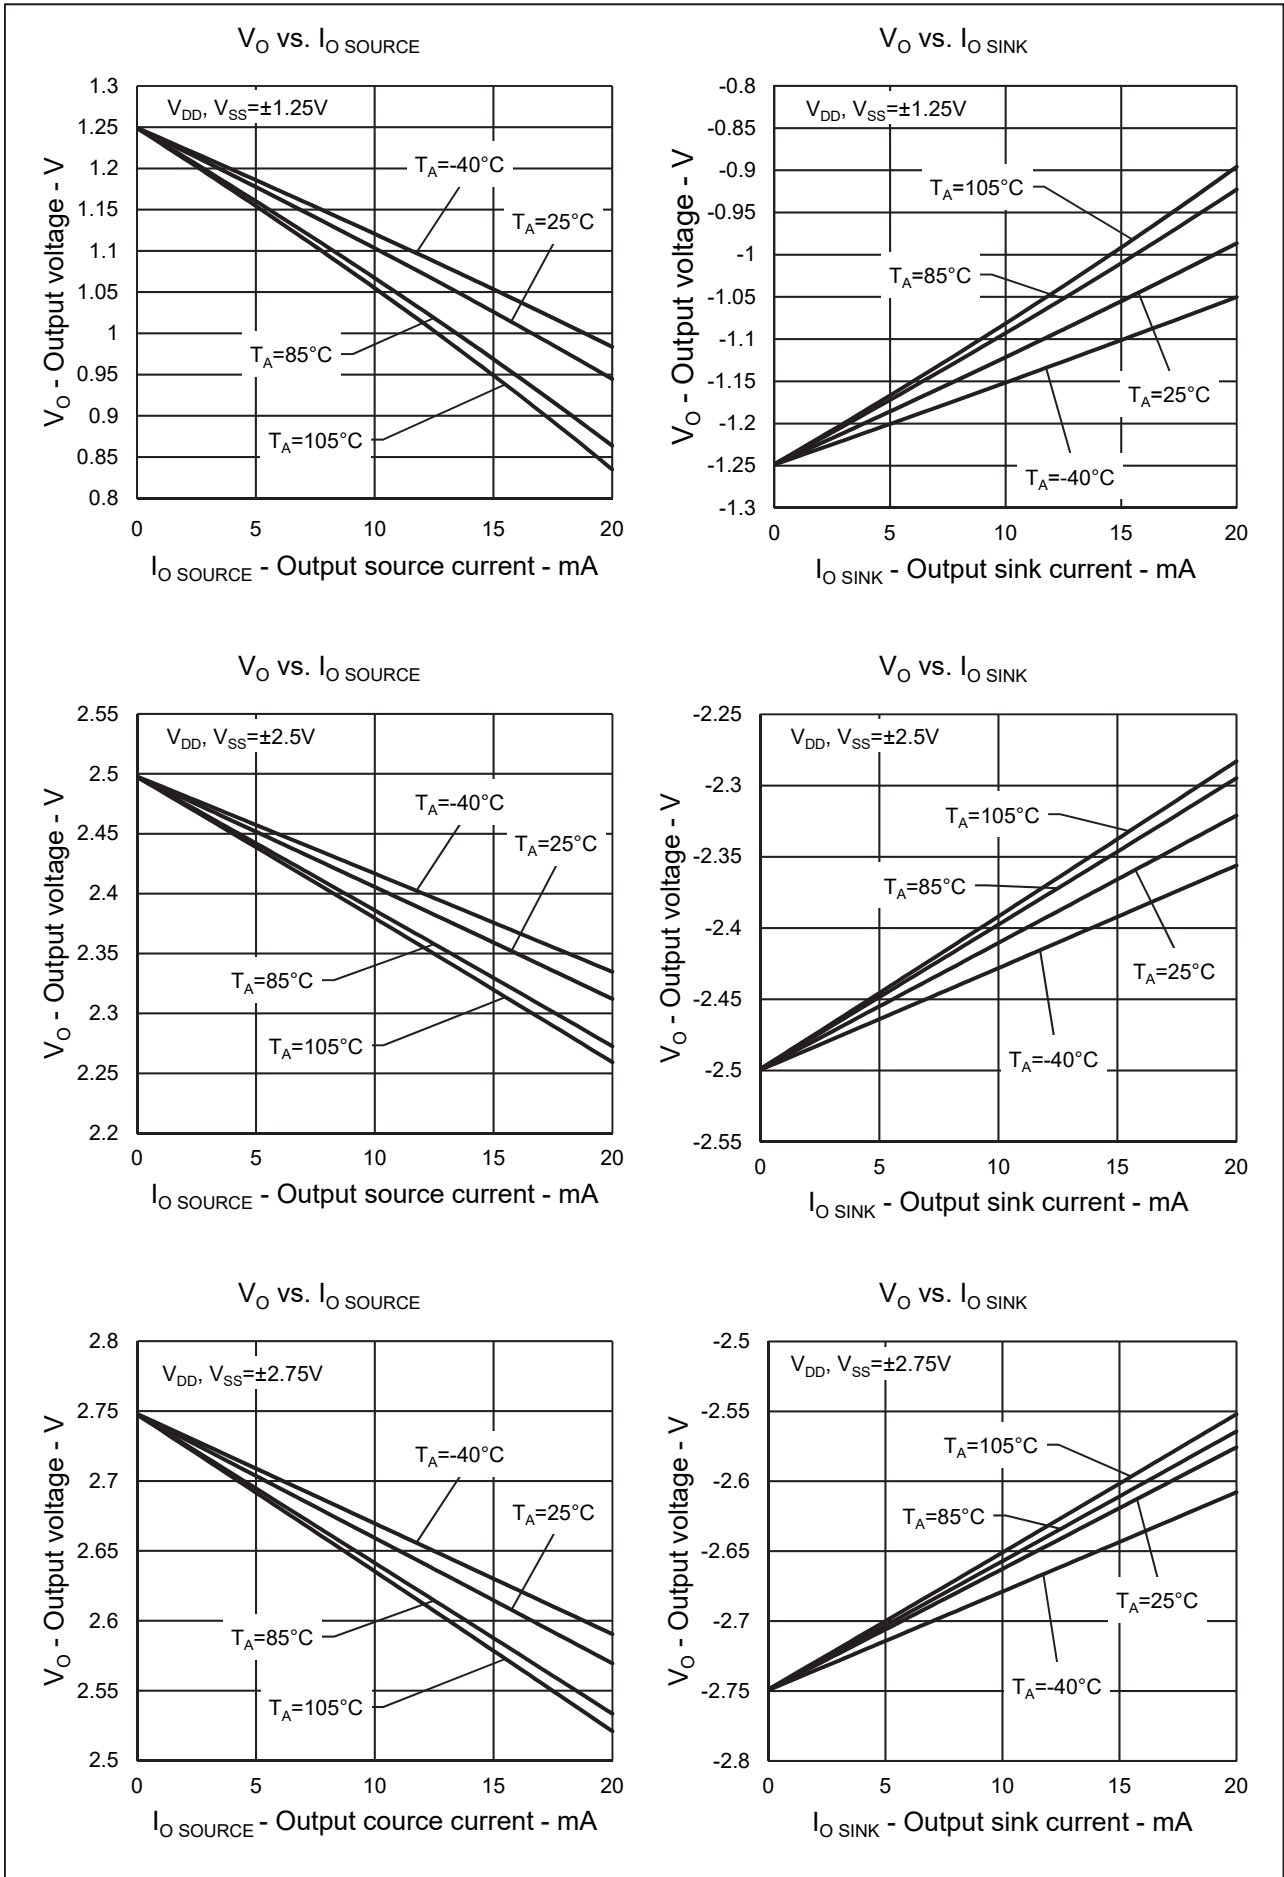 VO vs. IO SOURCE
1.3
1.25
1.2
1.15
1.1
1.05
1
0.95
0.9
0.85
0.8
VO - Output voltage - V
VDD, VSS=±1.25V
TA=-40°C
TA=25°C
TA=85°C
TA=105°C
0 5 10 15 20
IO SOURCE - Output source current - mA
VO vs. IO SINK
-0.8
-0.85
-0.9
-0.95
-1
-1.05
-1.1
-1.15
-1.2
-1.25
-1.3
VO - Output voltage - V
VDD, VSS=±1.25V
TA=105°C
TA=85°C
TA=25°C
TA=-40°C
0 5 10 15 20
IO SINK - Output sink current - mA
VO vs. IO SOURCE
2.55
2.5
2.45
2.4
2.35
2.3
2.25
2.2
VO - Output voltage - V
VDD, VSS=±2.5V
TA=-40°C
TA=25°C
TA=85°C
TA=105°C
0 5 10 15 20
IO SOURCE - Output source current - mA
VO vs. IO SINK
-2.25
-2.3
-2.35
-2.4
-2.45
-2.5
-2.55
VO - Output voltage - V
VDD, VSS=±2.5V
TA=105°C
TA=85°C
TA=25°C
TA=-40°C
0 5 10 15 20
IO SINK - Output sink current - mA
VO vs. IO SOURCE
2.8
2.75
2.7
2.65
2.6
2.55
2.5
VO - Output voltage - V
VDD, VSS=±2.75V
TA=-40°C
TA=25°C
TA=85°C
TA=105°C
0 5 10 15 20
IO SOURCE - Output cource current - mA
VO vs. IO SINK
-2.5
-2.55
-2.6
-2.65
-2.7
-2.75
-2.8
VO - Output voltage - V
VDD, VSS=±2.75V
TA=105°C
TA=85°C
TA=25°C
TA=-40°C
0 5 10 15 20
IO SINK - Output sink current - mA